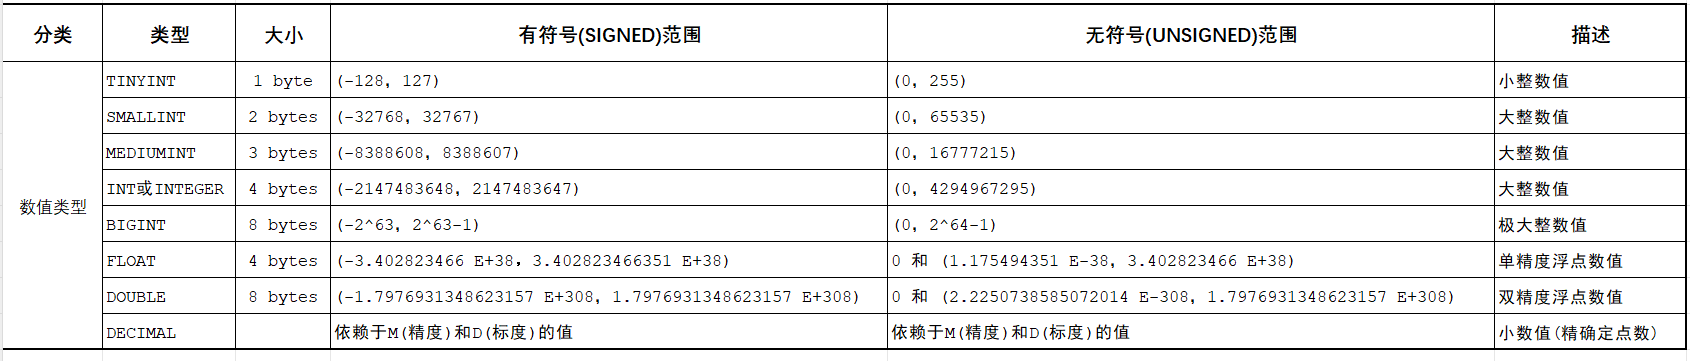 分类 类型 大小 有符号(SIGNED)范围 无符号(UNSIGNED)范围 描述
TINYINT 1 byte (-128, 127) (0, 255) 小整数值
SMALLINT 2 bytes (-32768, 32767) (0, 65535) 大整数值
MEDIUMINT 3 bytes (-8388608, 8388607) (0, 16777215) 大整数值
INT或INTEGER 4 bytes (-2147483648, 2147483647) (0, 4294967295) 大整数值
数值类型
BIGINT 8 bytes (-2^63, 2^63-1) (0, 2^64-1) 极大整数值
FLOAT 4 bytes (-3.402823466 E+38, 3.402823466351 E+38) 0 和 (1.175494351 E-38, 3.402823466 E+38) 单精度浮点数值
DOUBLE 8 bytes (-1.7976931348623157 E+308, 1.7976931348623157 E+308) 0 和 (2.2250738585072014 E-308, 1.7976931348623157 E+308) 双精度浮点数值
DECIMAL 依赖于M(精度)和D(标度)的值 依赖于M(精度)和D(标度)的值 小数值(精确定点数)